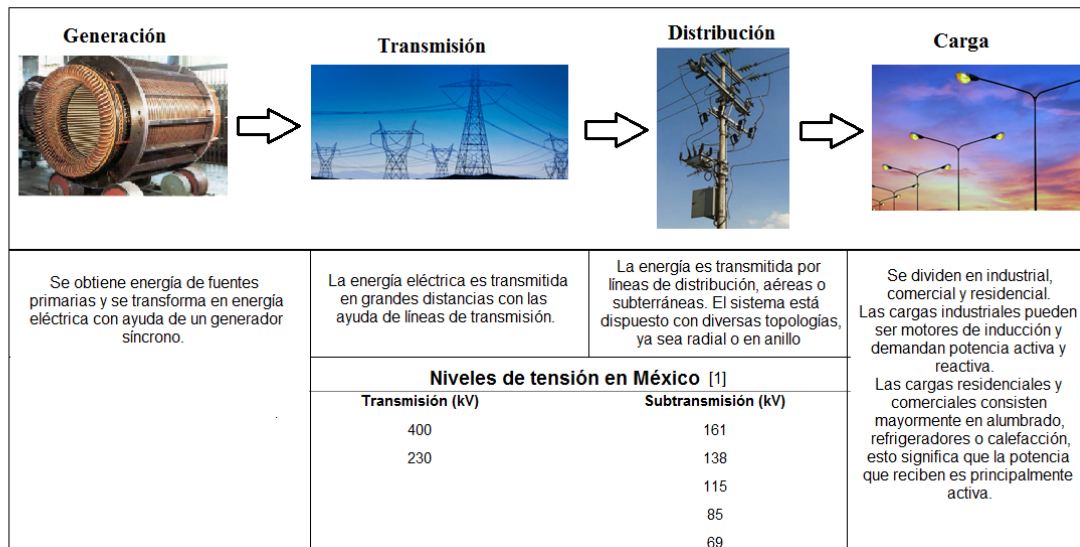 Generación
Transmisión
Distribución
Carga
Se obtiene energía de fuentes
primarias y se transforma en energía
eléctrica con ayuda de un generador
síncrono.
La energía eléctrica es transmitida
en grandes distancias con las
ayuda de líneas de transmisión.
La energía es transmitida por
líneas de distribución, aéreas o
subterráneas. El sistema está
dispuesto con diversas topologías,
ya sea radial o en anillo
Se dividen en industrial,
comercial y residencial.
Las cargas industriales pueden
ser motores de inducción y
demandan potencia activa y
reactiva.
Las cargas residenciales y
comerciales consisten
mayormente en alumbrado,
refrigeradores o calefacción,
esto significa que la potencia
que reciben es principalmente
activa.
Niveles de tensión en México [1]
Transmisión (kV) Subtransmisión (kV)
400 161
230 138
115
85
69